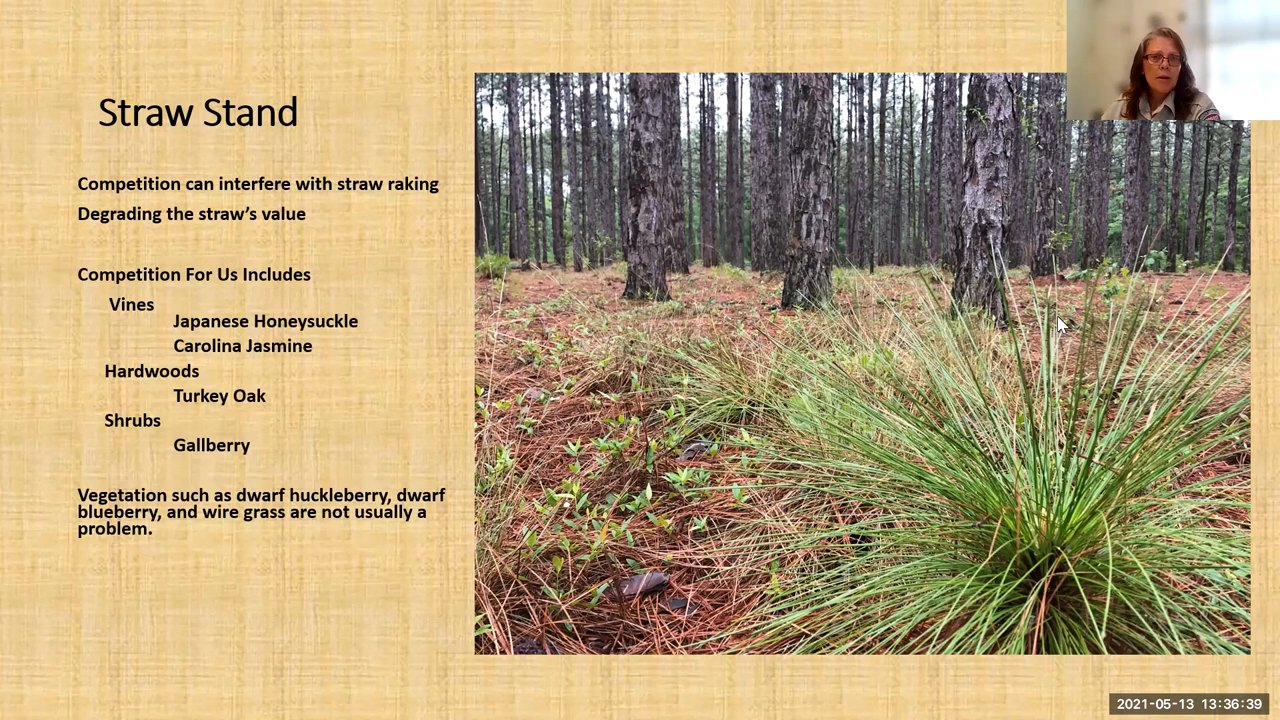 Straw Stand
Competition can interfere with straw raking
Degrading the straw's value
Competition For Us Includes
Vines
Japanese Honeysuckle
Carolina Jasmine
Hardwoods
Turkey Oak
Shrubs
Gallberry
Vegetation such as dwarf huckleberry, dwarf
blueberry, and wire grass are not usually a
problem.
2021-05-13 13:36:39